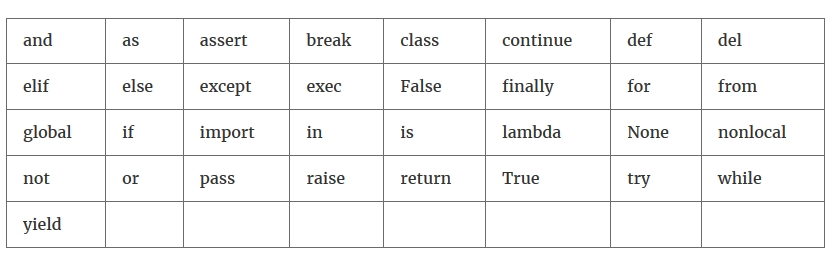 and as assert break class continue def del
elif else except exec False finally for from
global if import in is lambda None nonlocal
not or pass raise return True try while
yield